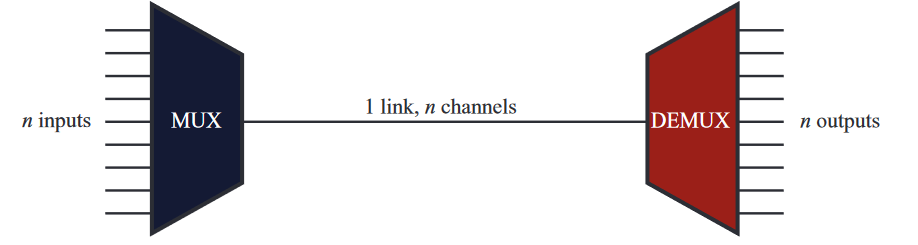 n inputs
MUX
1 link, n channels
DEMUX
n outputs